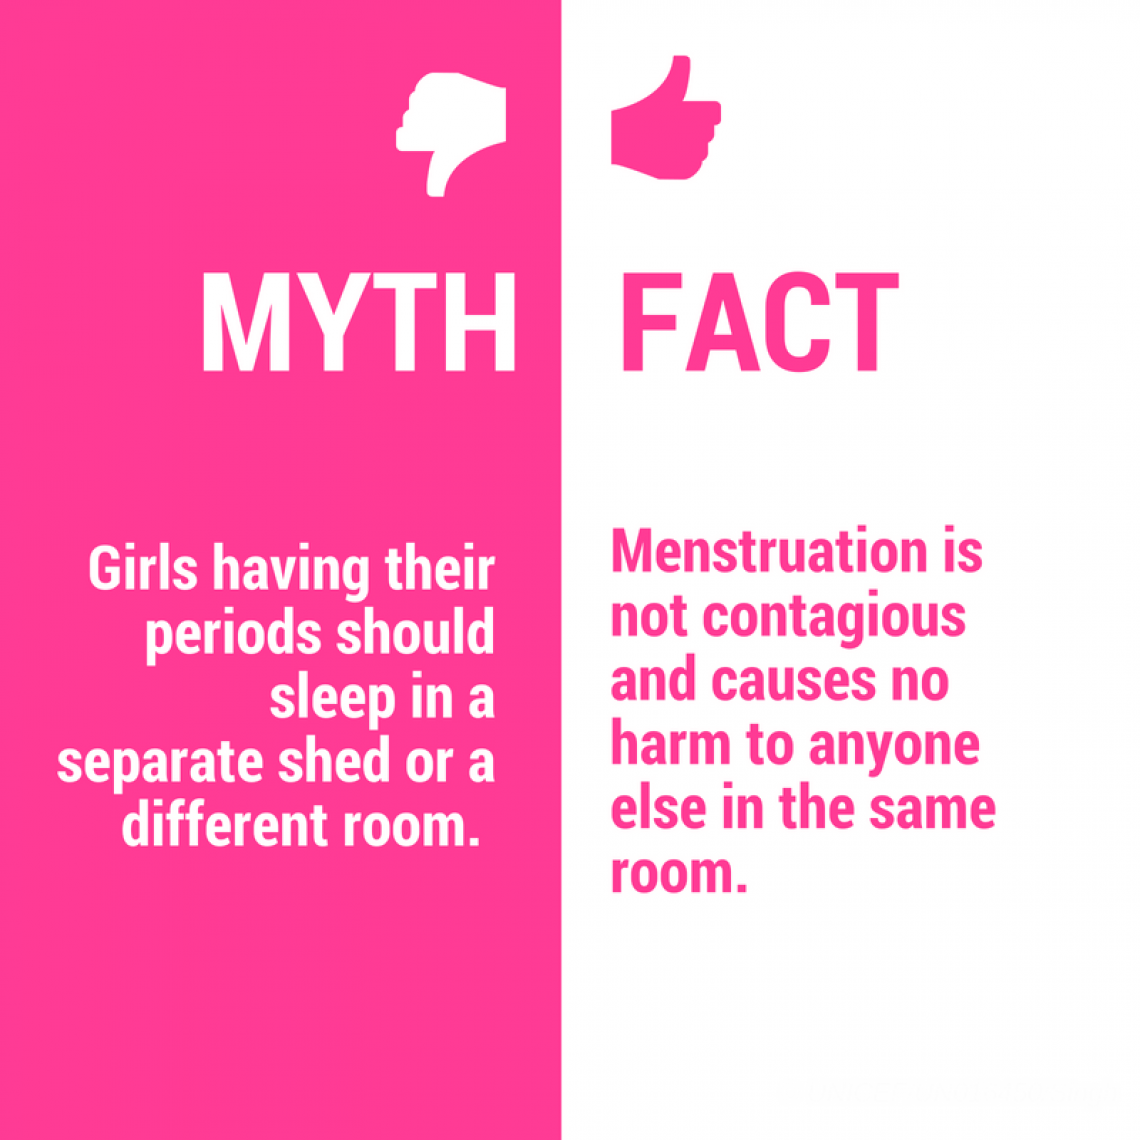 MYTH
Girls having their
periods should
sleep in a
separate shed or a
different room.
FACT
Menstruation is
not contagious
and causes no
harm to anyone
else in the same
room.